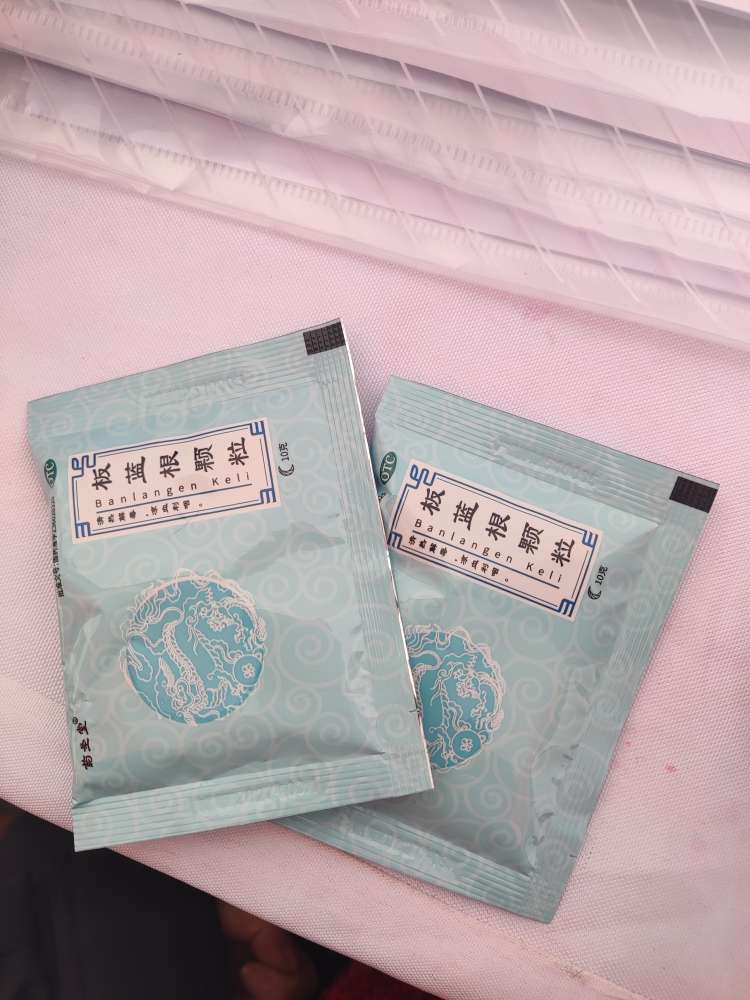 OTC
板蓝根颗粒
Banlangen Keli
清热解毒，凉血利咽。
10克
OTC
板蓝根颗粒
Banlangen Keli
清热解毒，凉血利咽。
10克